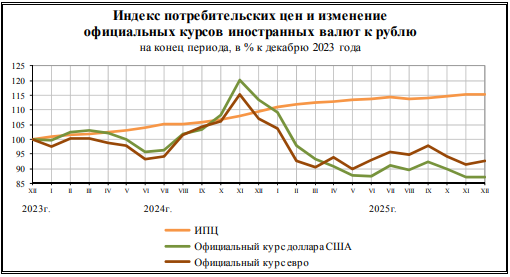 Индекс потребительских цен и изменение
официальных курсов иностранных валют к рублю
на конец периода, в % к декабрю 2023 года
125
120
115
110
105
100
95
90
85
XII I II III IV V VI VII VIII IX X XI XII I II III IV V VI VII VIII IX X XI XII
2023г. 2024г. 2025г.
ИПЦ
Официальный курс доллара США
Официальный курс евро